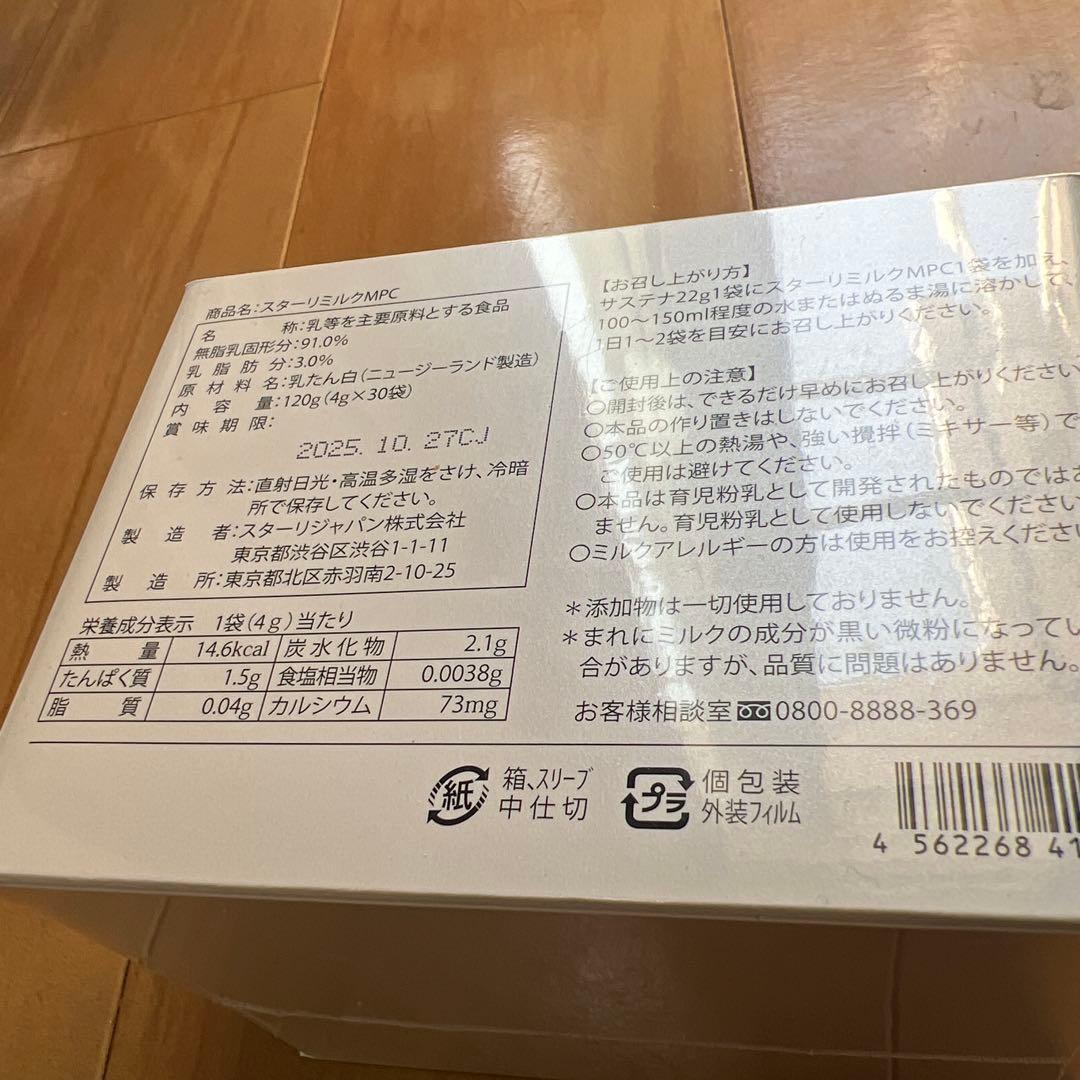 商品名:スターリミルクMPC
名 称:乳等を主要原料とする食品
無脂乳固形分:91.0%
乳脂肪分:3.0%
原材料名:乳たん白(ニュージーランド製造)
内容量:120g(4g×30袋)
賞味期限:
2025.10.27CJ
保存方法:直射日光・高温多湿をさけ、冷暗
所で保存してください。
製造者:スターリジャパン株式会社
東京都渋谷区渋谷1-1-11
製造所:東京都北区赤羽南2-10-25
栄養成分表示 1袋(4g)当たり
熱量 14.6kcal 炭水化物 2.1g
たんぱく質 1.5g 食塩相当物 0.0038g
脂質 0.04g カルシウム 73mg
【お召し上がり方】
サステナ22g1袋にスターリミルクMPC1袋を加え、
100～150ml程度の水またはぬるま湯に溶かして、
1日1～2袋を目安にお召し上がりください。
【ご使用上の注意】
○開封後は、できるだけ早めにお召し上がりください
○本品の作り置きはしないでください。
○50℃以上の熱湯や、強い攪拌(ミキサー等)で
ご使用は避けてください。
○本品は育児粉乳として開発されたものではあ
ません。育児粉乳として使用しないでくださ
○ミルクアレルギーの方は使用をお控えくださ
＊添加物は一切使用しておりません。
＊まれにミルクの成分が黒い微粉になってい
合がありますが、品質に問題はありません。
お客様相談室 0800-8888-369
紙 箱、スリーブ
中仕切
プラ 個包装
外装フィルム
4 562268 41